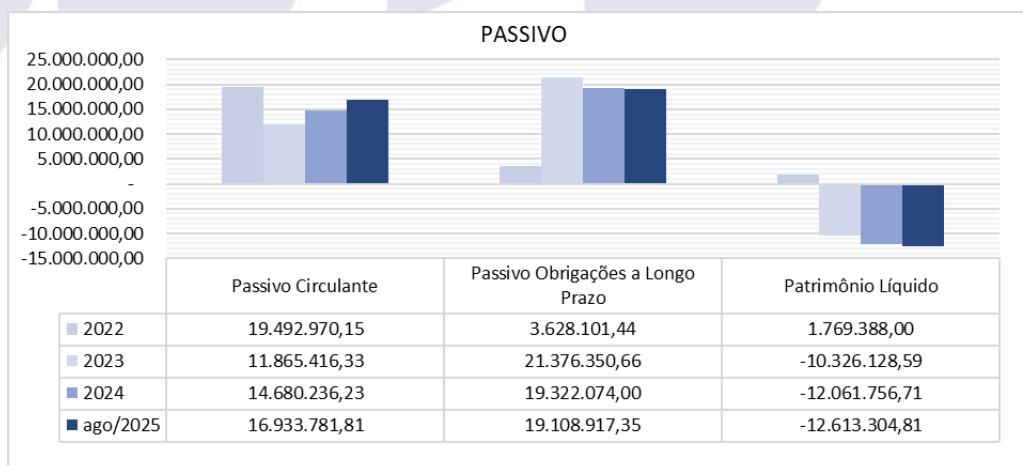 PASSIVO
25.000.000,00
20.000.000,00
15.000.000,00
10.000.000,00
5.000.000,00
-
-5.000.000,00
-10.000.000,00
-15.000.000,00
Passivo Circulante
Passivo Obrigações a Longo
Prazo
Patrimônio Líquido
2022 19.492.970,15 3.628.101,44 1.769.388,00
2023 11.865.416,33 21.376.350,66 -10.326.128,59
2024 14.680.236,23 19.322.074,00 -12.061.756,71
ago/2025 16.933.781,81 19.108.917,35 -12.613.304,81